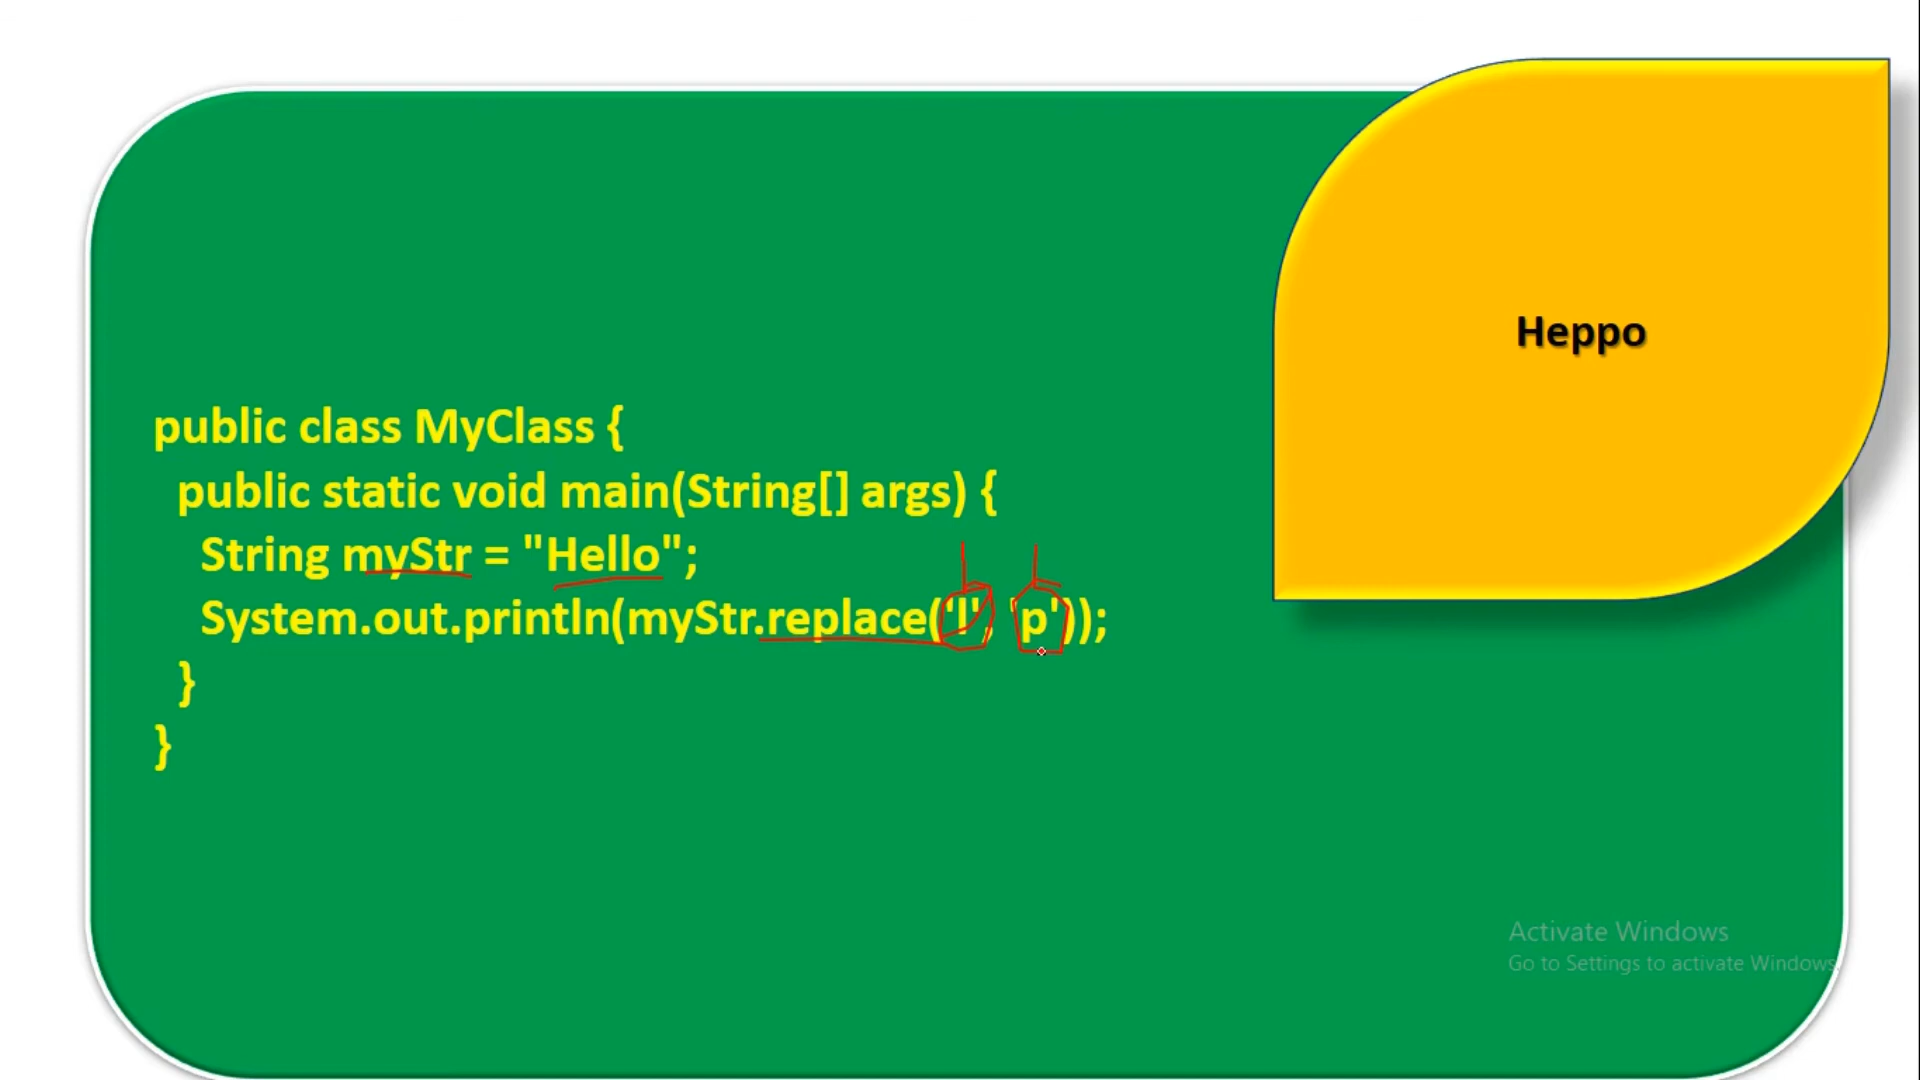 Heppo
public class MyClass {
public static void main(String[] args) {
String myStr = "Hello";
System.out.println(myStr.replace('l', 'p'));
}
}
Activate Windows
Go to Settings to activate Windows.